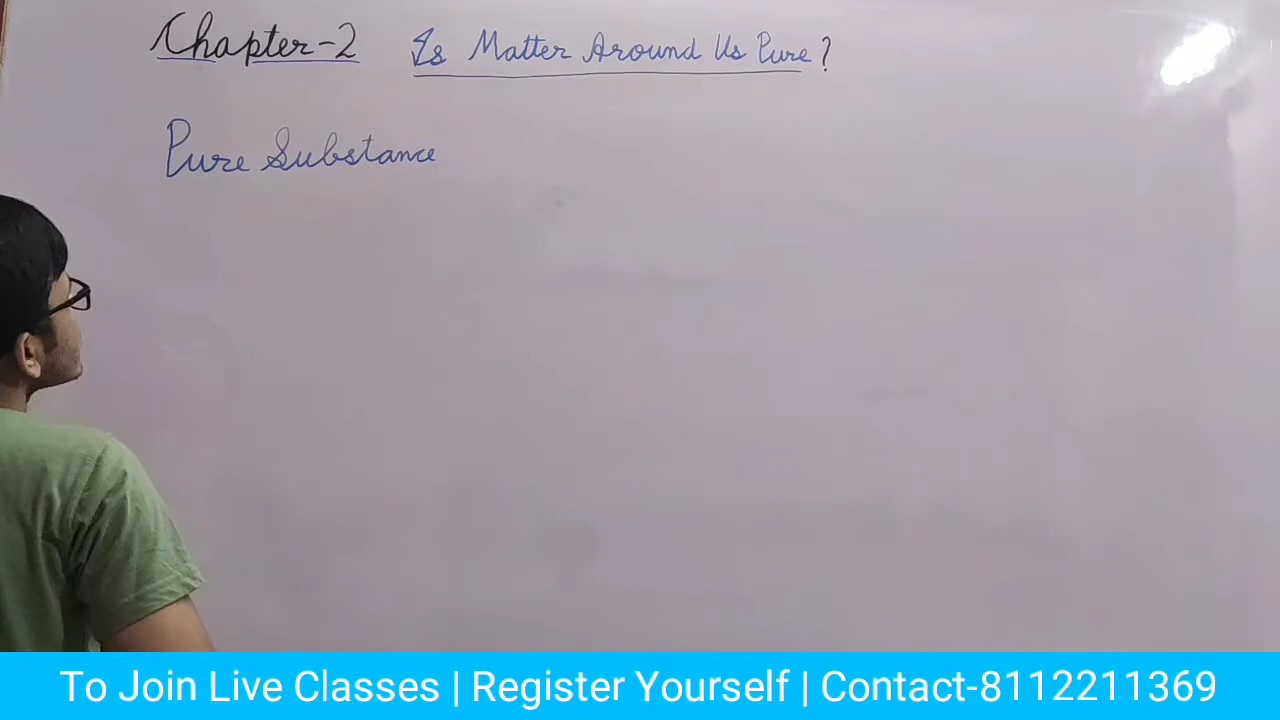 Chapter-2 Is Matter Around Us Pure?
Pure Substance
To Join Live Classes | Register Yourself | Contact-8112211369